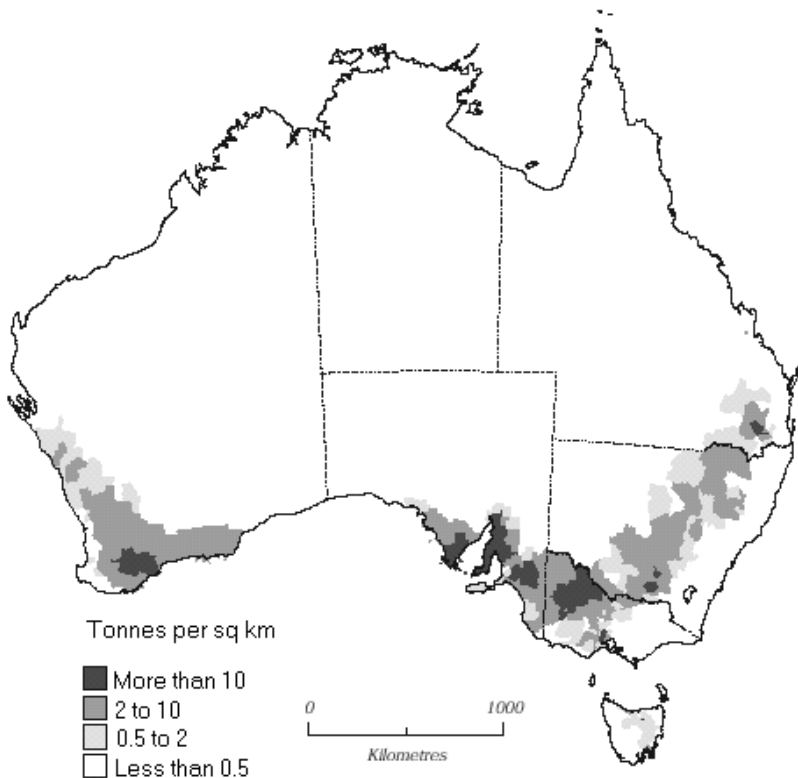 Tonnes per sq km
More than 10
2 to 10
0.5 to 2
Less than 0.5
0 1000
Kilometres